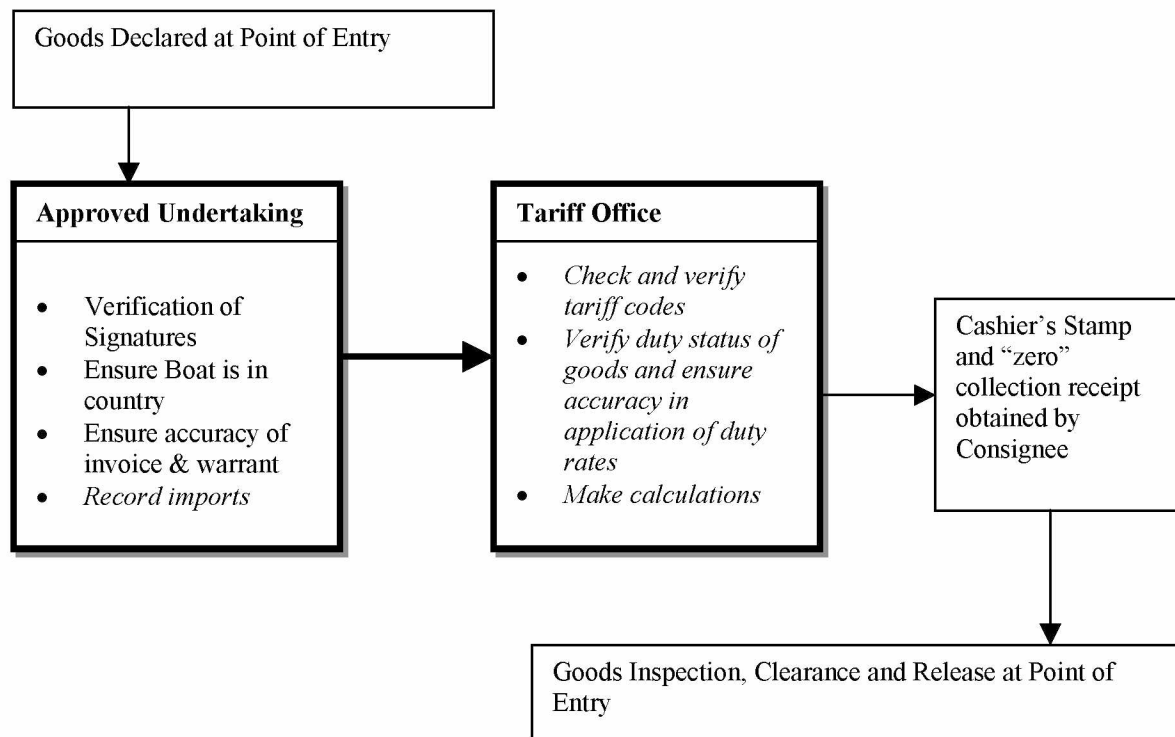 Goods Declared at Point of Entry
Approved Undertaking
• Verification of
Signatures
• Ensure Boat is in
country
• Ensure accuracy of
invoice & warrant
• Record imports
Tariff Office
• Check and verify
tariff codes
• Verify duty status of
goods and ensure
accuracy in
application of duty
rates
• Make calculations
Cashier’s Stamp
and “zero”
collection receipt
obtained by
Consignee
Goods Inspection, Clearance and Release at Point of
Entry